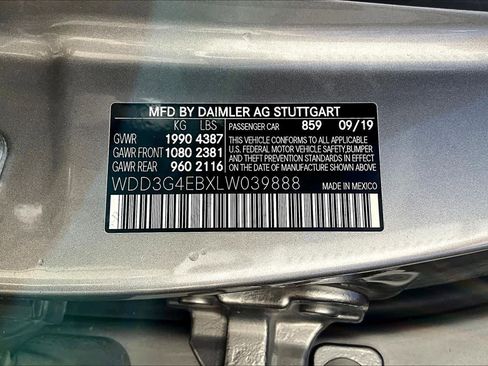 MFD BY DAIMLER AG STUTTGART
KG LBS PASSENGER CAR 859 09/19
GVWR 1990 4387 THIS VEHICLE CONFORMS TO ALL APPLICABLE
GAWR FRONT 1080 2381 U.S. FEDERAL MOTOR VEHICLE SAFETY, BUMPER
GAWR REAR 960 2116 AND THEFT PREVENTION STANDARDS IN EFFECT
ON THE DATE OF MANUFACTURE SHOWN ABOVE
WDD3G4EBXLW039888 MADE IN MEXICO